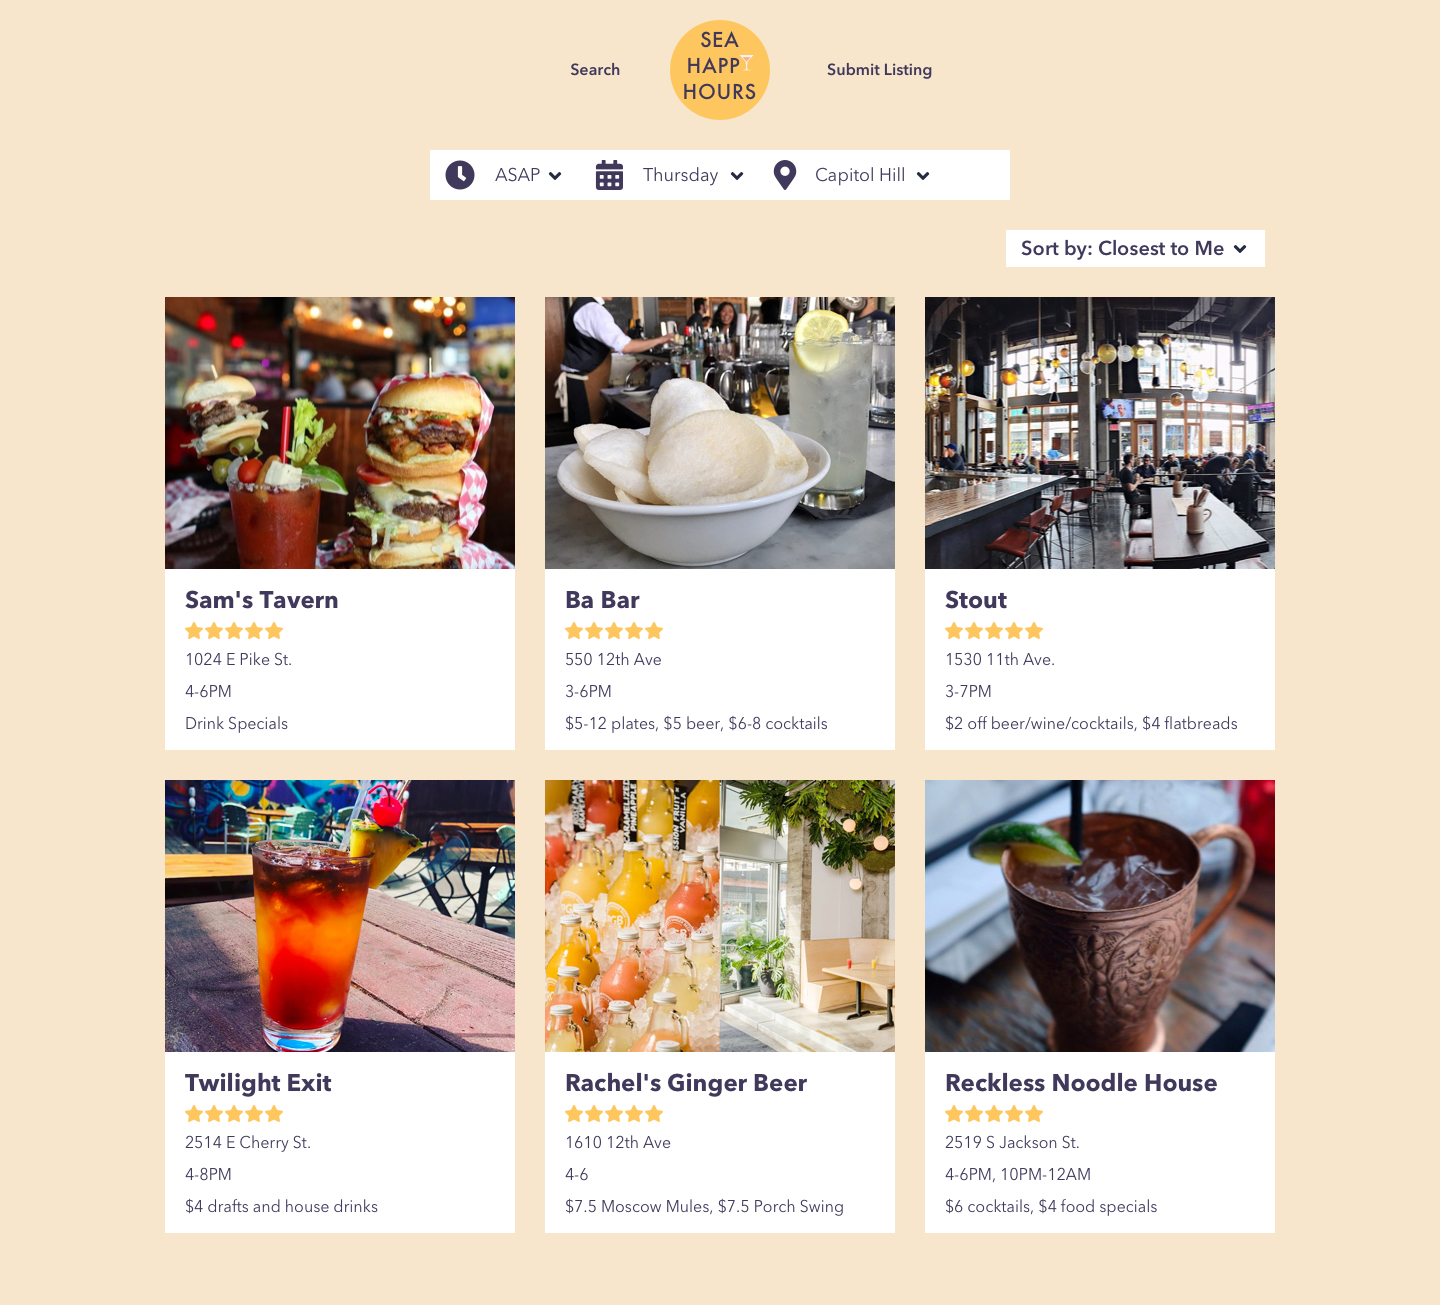 Search
SEA
HAPP
HOURS
Submit Listing
ASAP
Thursday
Capitol Hill
Sort by: Closest to Me
Sam's Tavern
1024 E Pike St.
4-6PM
Drink Specials
Ba Bar
550 12th Ave
3-6PM
$5-12 plates, $5 beer, $6-8 cocktails
Stout
1530 11th Ave.
3-7PM
$2 off beer/wine/cocktails, $4 flatbreads
VANILLA
Twilight Exit
2514 E Cherry St.
4-8PM
$4 drafts and house drinks
Rachel's Ginger Beer
1610 12th Ave
4-6
$7.5 Moscow Mules, $7.5 Porch Swing
Reckless Noodle House
2519 S Jackson St.
4-6PM, 10PM-12AM
$6 cocktails, $4 food specials